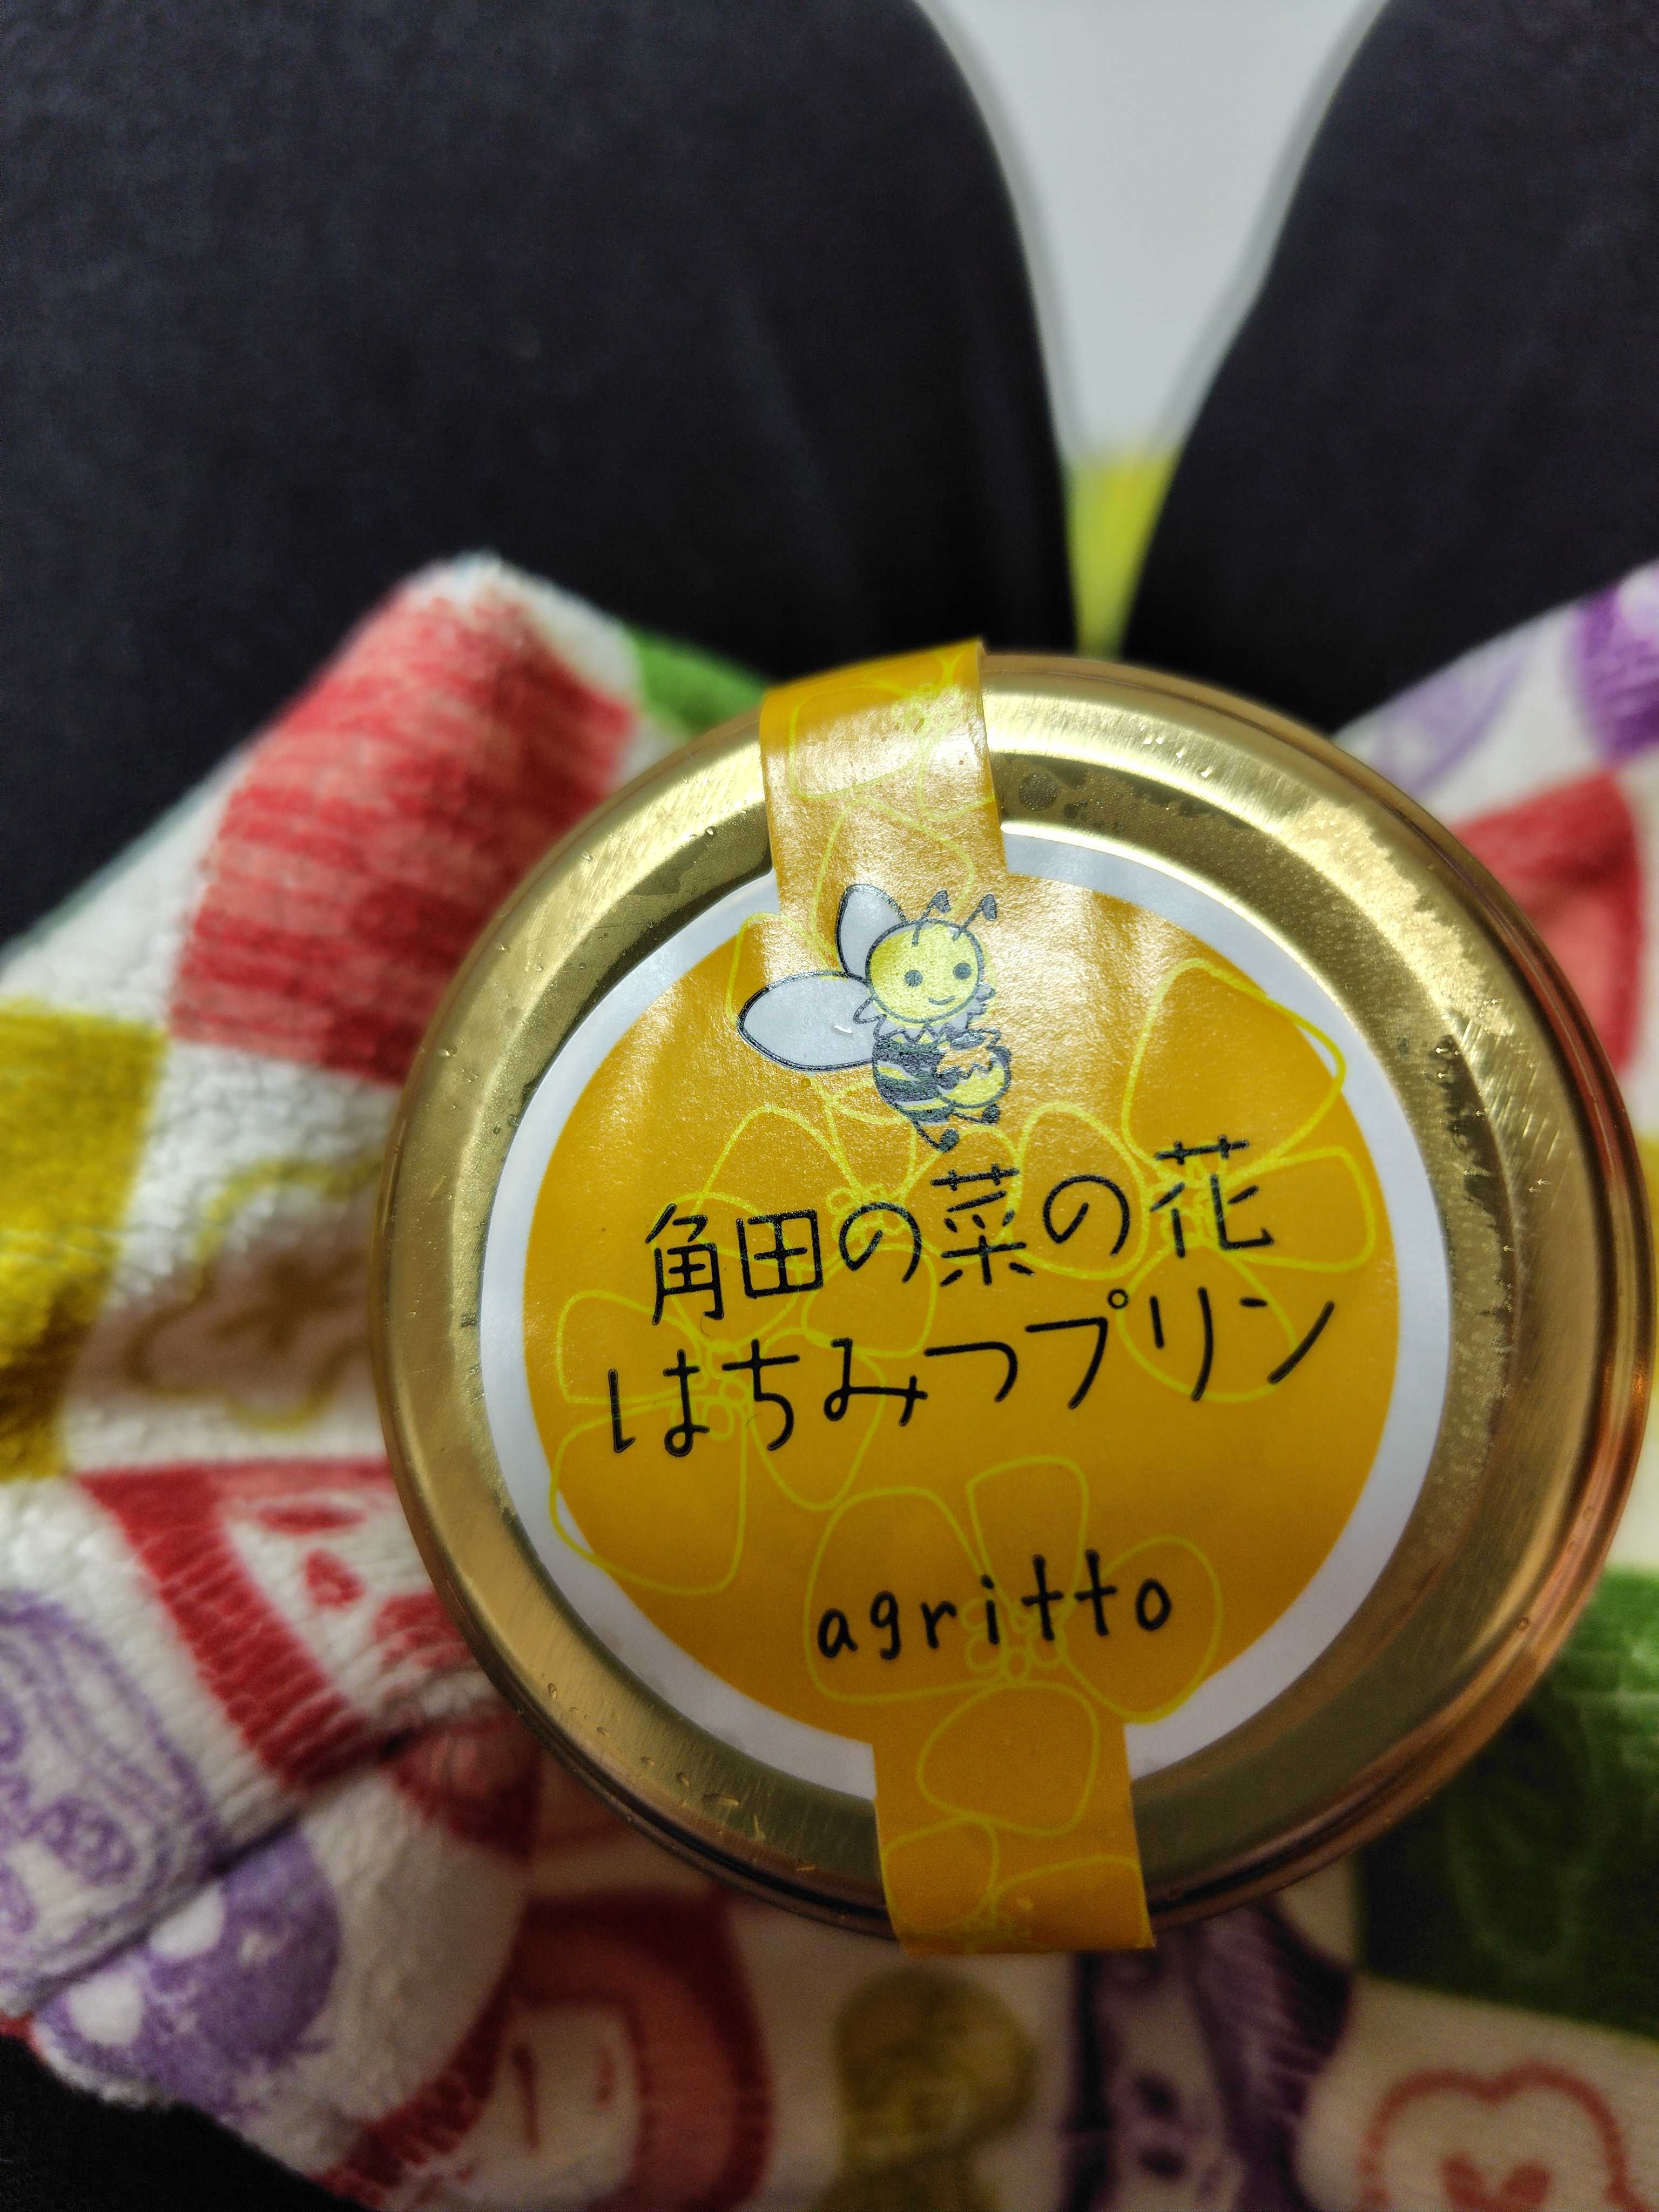 角田の菜の花
はちみつプリン
agritto